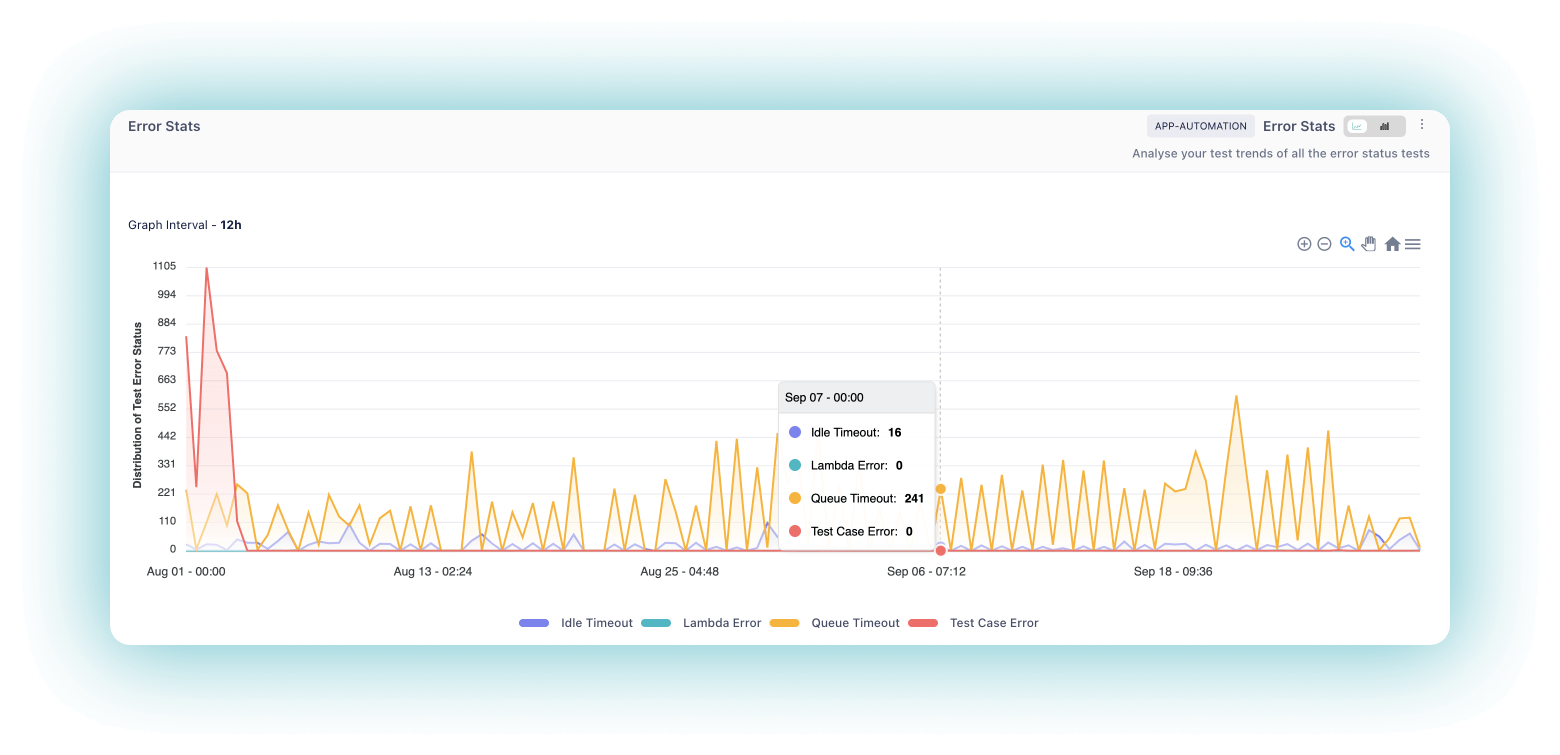 Error Stats
APP-AUTOMATION Error Stats
Analyse your test trends of all the error status tests
Graph Interval - 12h
Distribution of Test Error Status
1105
994
884
773
663
552
442
331
221
110
0
Sep 07 - 00:00
Idle Timeout: 16
Lambda Error: 0
Queue Timeout: 241
Test Case Error: 0
Aug 01 - 00:00 Aug 13 - 02:24 Aug 25 - 04:48 Sep 06 - 07:12 Sep 18 - 09:36
Idle Timeout Lambda Error Queue Timeout Test Case Error